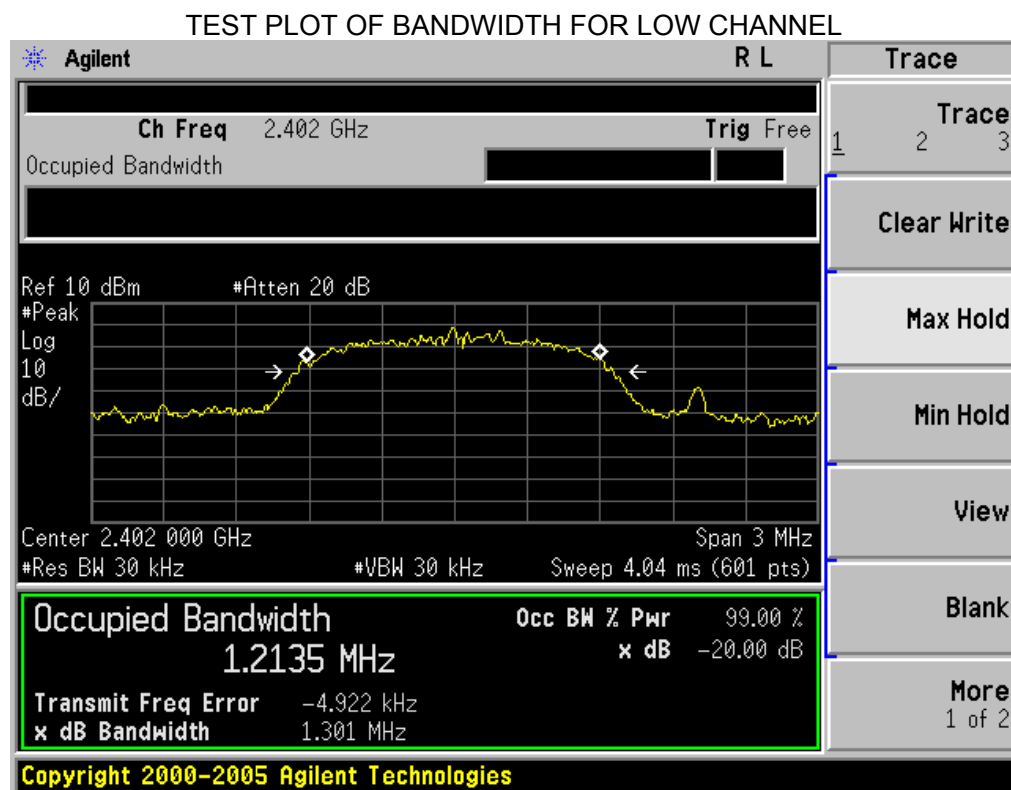 TEST PLOT OF BANDWIDTH FOR LOW CHANNEL
Agilent R L
Ch Freq 2.402 GHz Trig Free
Occupied Bandwidth
Ref 10 dBm #Atten 20 dB
#Peak
Log
10
dB/
Center 2.402 000 GHz Span 3 MHz
#Res BW 30 kHz #VBW 30 kHz Sweep 4.04 ms (601 pts)
Occupied Bandwidth Occ BW % Pwr 99.00 %
1.2135 MHz x dB -20.00 dB
Transmit Freq Error -4.922 kHz
x dB Bandwidth 1.301 MHz
Copyright 2000-2005 Agilent Technologies
Trace
Trace
1 2 3
Clear Write
Max Hold
Min Hold
View
Blank
More
1 of 2